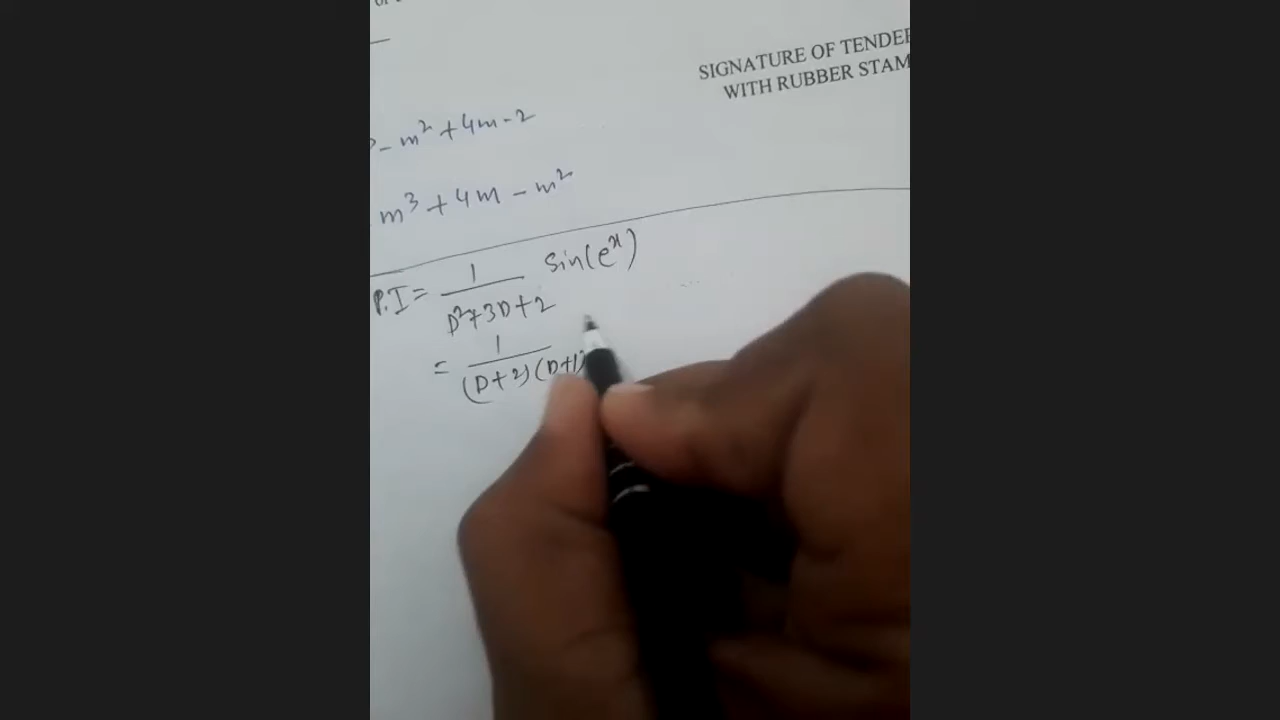 SIGNATURE OF TENDER
WITH RUBBER STAM
- m² + 4m - 2
m³ + 4m - m²
P.I = 1/(D²+3D+2) Sin(eˣ)
= 1/((D+2)(D+1)